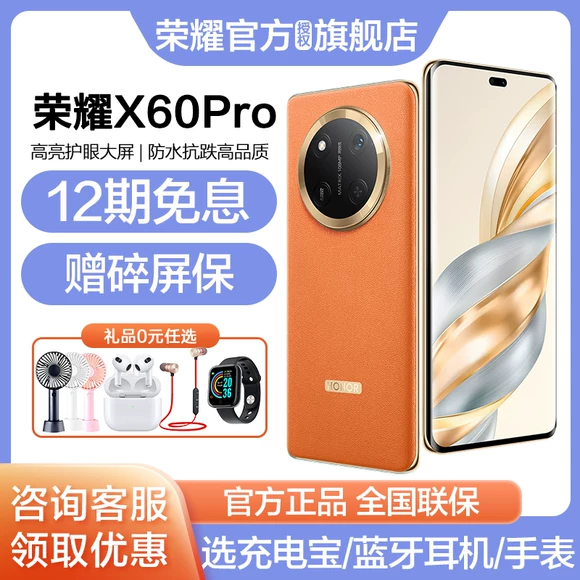 荣耀官方授权旗舰店
荣耀X60Pro
高亮护眼大屏 | 防水抗跌高品质
12期免息
赠碎屏保
礼品0元任选
MATRIX 108MP
HONOR
咨询客服
领取优惠
官方正品 全国联保
选充电宝/蓝牙耳机/手表